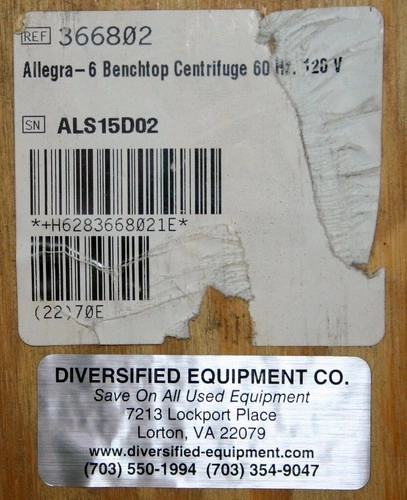 REF 366802
Allegra-6 Benchtop Centrifuge 60 Hz. 120 V
SN ALS15D02
*+H6283668021E*
(22)70E
DIVERSIFIED EQUIPMENT CO.
Save On All Used Equipment
7213 Lockport Place
Lorton, VA 22079
www.diversified-equipment.com
(703) 550-1994 (703) 354-9047